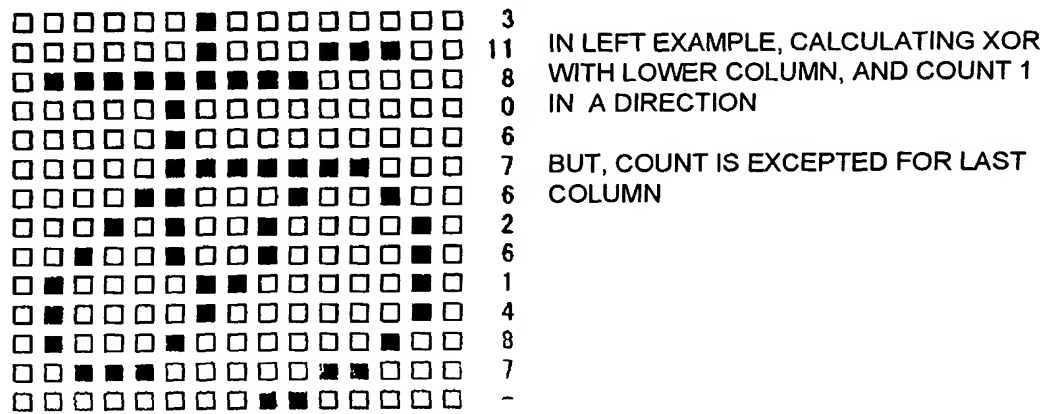 3
11
8
0
6
7
6
2
6
1
4
8
7
-
IN LEFT EXAMPLE, CALCULATING XOR
WITH LOWER COLUMN, AND COUNT 1
IN A DIRECTION
BUT, COUNT IS EXCEPTED FOR LAST
COLUMN